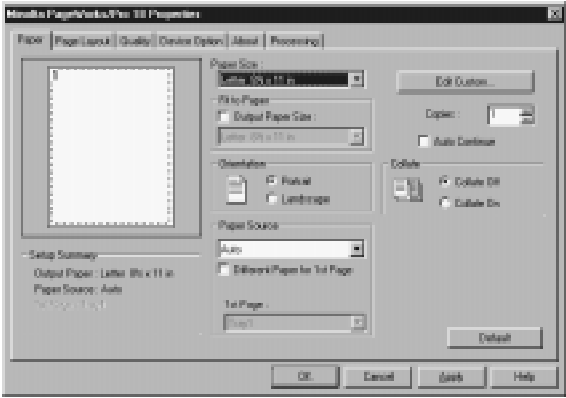 Minolta PageWorks/Pro 18 Properties
Paper Page Layout Quality Device Option About Processing
1
Paper Size :
Letter 8½ x 11 in
Edit Custom...
Fit to Paper
Output Paper Size :
Letter 8½ x 11 in
Copies : 1
Auto Continue
Orientation
Portrait
Landscape
Collate
Collate Off
Collate On
Paper Source
Auto
Different Paper for 1st Page
1st Page :
Tray1
Setup Summary
Output Paper : Letter 8½ x 11 in
Paper Source : Auto
Default
OK Cancel Apply Help